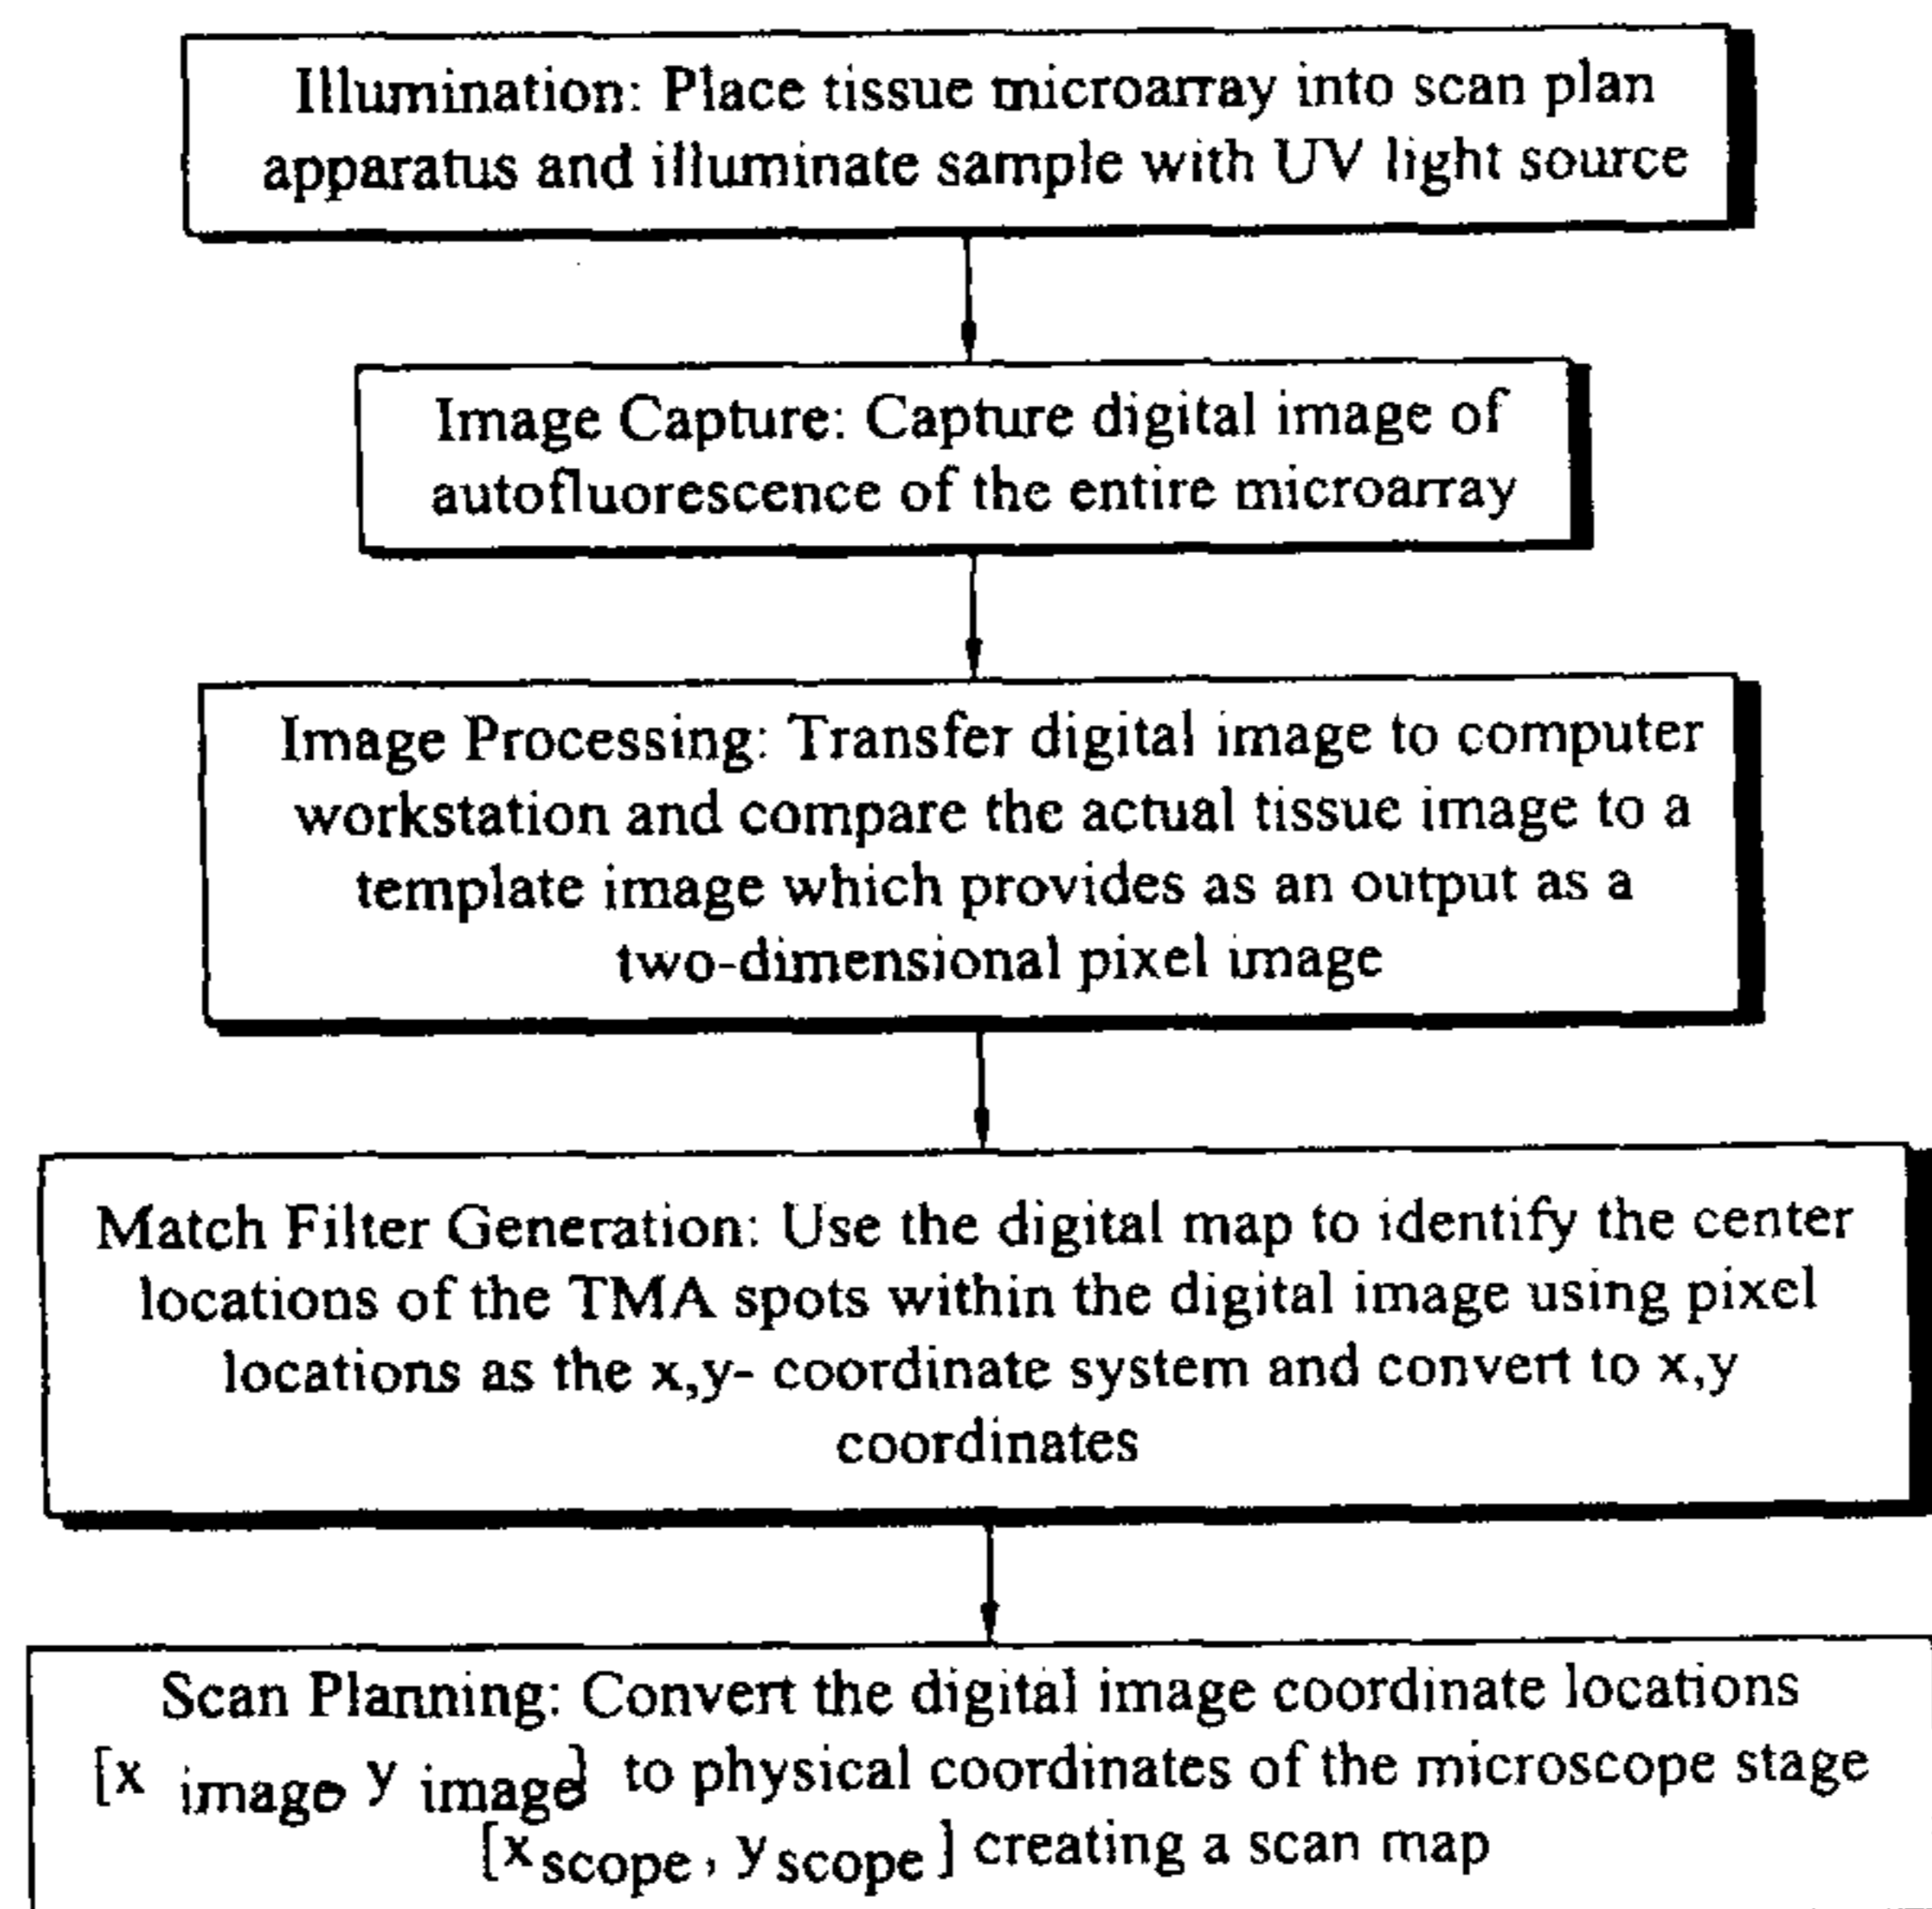 Illumination: Place tissue microarray into scan plan
apparatus and illuminate sample with UV light source
Image Capture: Capture digital image of
autofluorescence of the entire microarray
Image Processing: Transfer digital image to computer
workstation and compare the actual tissue image to a
template image which provides as an output as a
two-dimensional pixel image
Match Filter Generation: Use the digital map to identify the center
locations of the TMA spots within the digital image using pixel
locations as the x,y- coordinate system and convert to x,y
coordinates
Scan Planning: Convert the digital image coordinate locations
[x image, y image] to physical coordinates of the microscope stage
[x scope, y scope] creating a scan map